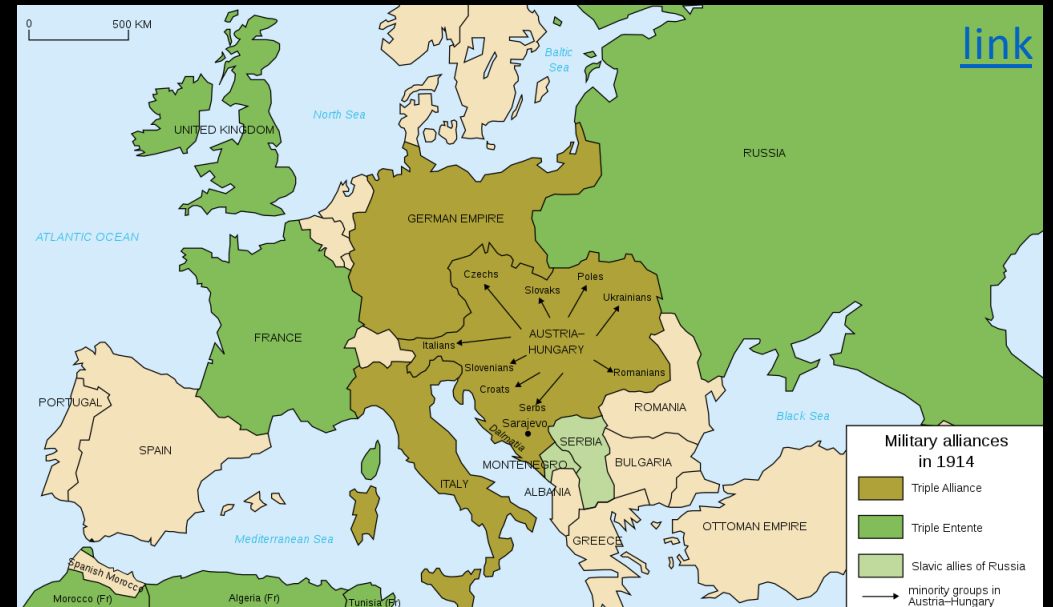 0 500 KM
link
Baltic
Sea
North Sea
UNITED KINGDOM
RUSSIA
ATLANTIC OCEAN
GERMAN EMPIRE
Czechs
Poles
Slovaks
Ukrainians
AUSTRIA–
HUNGARY
FRANCE
Italians
Slovenians
Romanians
Croats
PORTUGAL
Serbs
ROMANIA
Black Sea
Sarajevo
Dalmatia
SERBIA
SPAIN
MONTENEGRO
BULGARIA
ITALY
ALBANIA
OTTOMAN EMPIRE
Mediterranean Sea
GREECE
Spanish Morocco
Morocco (Fr)
Algeria (Fr)
Tunisia (Fr)
Military alliances
in 1914
Triple Alliance
Triple Entente
Slavic allies of Russia
minority groups in
Austria–Hungary